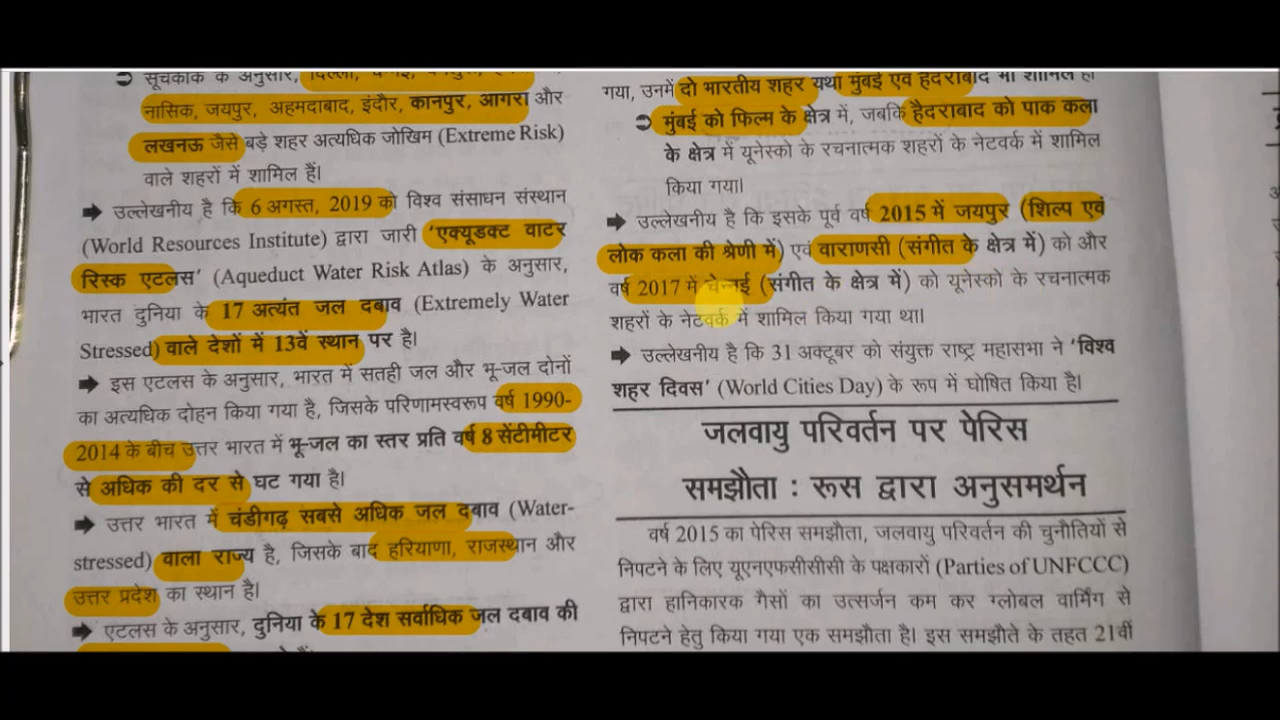 ➲ सूचकांक के अनुसार, दिल्ली,
नासिक, जयपुर, अहमदाबाद, इंदौर, कानपुर, आगरा और
लखनऊ जैसे बड़े शहर अत्यधिक जोखिम (Extreme Risk)
वाले शहरों में शामिल हैं।
➡ उल्लेखनीय है कि 6 अगस्त, 2019 को विश्व संसाधन संस्थान
(World Resources Institute) द्वारा जारी 'एक्यूडक्ट वाटर
रिस्क एटलस' (Aqueduct Water Risk Atlas) के अनुसार,
भारत दुनिया के 17 अत्यंत जल दबाव (Extremely Water
Stressed) वाले देशों में 13वें स्थान पर है।
➡ इस एटलस के अनुसार, भारत में सतही जल और भू-जल दोनों
का अत्यधिक दोहन किया गया है, जिसके परिणामस्वरूप वर्ष 1990-
2014 के बीच उत्तर भारत में भू-जल का स्तर प्रति वर्ष 8 सेंटीमीटर
से अधिक की दर से घट गया है।
➡ उत्तर भारत में चंडीगढ़ सबसे अधिक जल दबाव (Water-
stressed) वाला राज्य है, जिसके बाद हरियाणा, राजस्थान और
उत्तर प्रदेश का स्थान है।
➡ एटलस के अनुसार, दुनिया के 17 देश सर्वाधिक जल दबाव की
गया, उनमें दो भारतीय शहर यथा मुंबई एवं हैदराबाद भी शामिल हैं।
➲ मुंबई को फिल्म के क्षेत्र में, जबकि हैदराबाद को पाक कला
के क्षेत्र में यूनेस्को के रचनात्मक शहरों के नेटवर्क में शामिल
किया गया।
➡ उल्लेखनीय है कि इसके पूर्व वर्ष 2015 में जयपुर (शिल्प एवं
लोक कला की श्रेणी में) एवं वाराणसी (संगीत के क्षेत्र में) को और
वर्ष 2017 में चेन्नई (संगीत के क्षेत्र में) को यूनेस्को के रचनात्मक
शहरों के नेटवर्क में शामिल किया गया था।
➡ उल्लेखनीय है कि 31 अक्टूबर को संयुक्त राष्ट्र महासभा ने 'विश्व
शहर दिवस' (World Cities Day) के रूप में घोषित किया है।
जलवायु परिवर्तन पर पेरिस
समझौता : रूस द्वारा अनुसमर्थन
वर्ष 2015 का पेरिस समझौता, जलवायु परिवर्तन की चुनौतियों से
निपटने के लिए यूएनएफसीसीसी के पक्षकारों (Parties of UNFCCC)
द्वारा हानिकारक गैसों का उत्सर्जन कम कर ग्लोबल वार्मिंग से
निपटने हेतु किया गया एक समझौता है। इस समझौते के तहत 21वीं